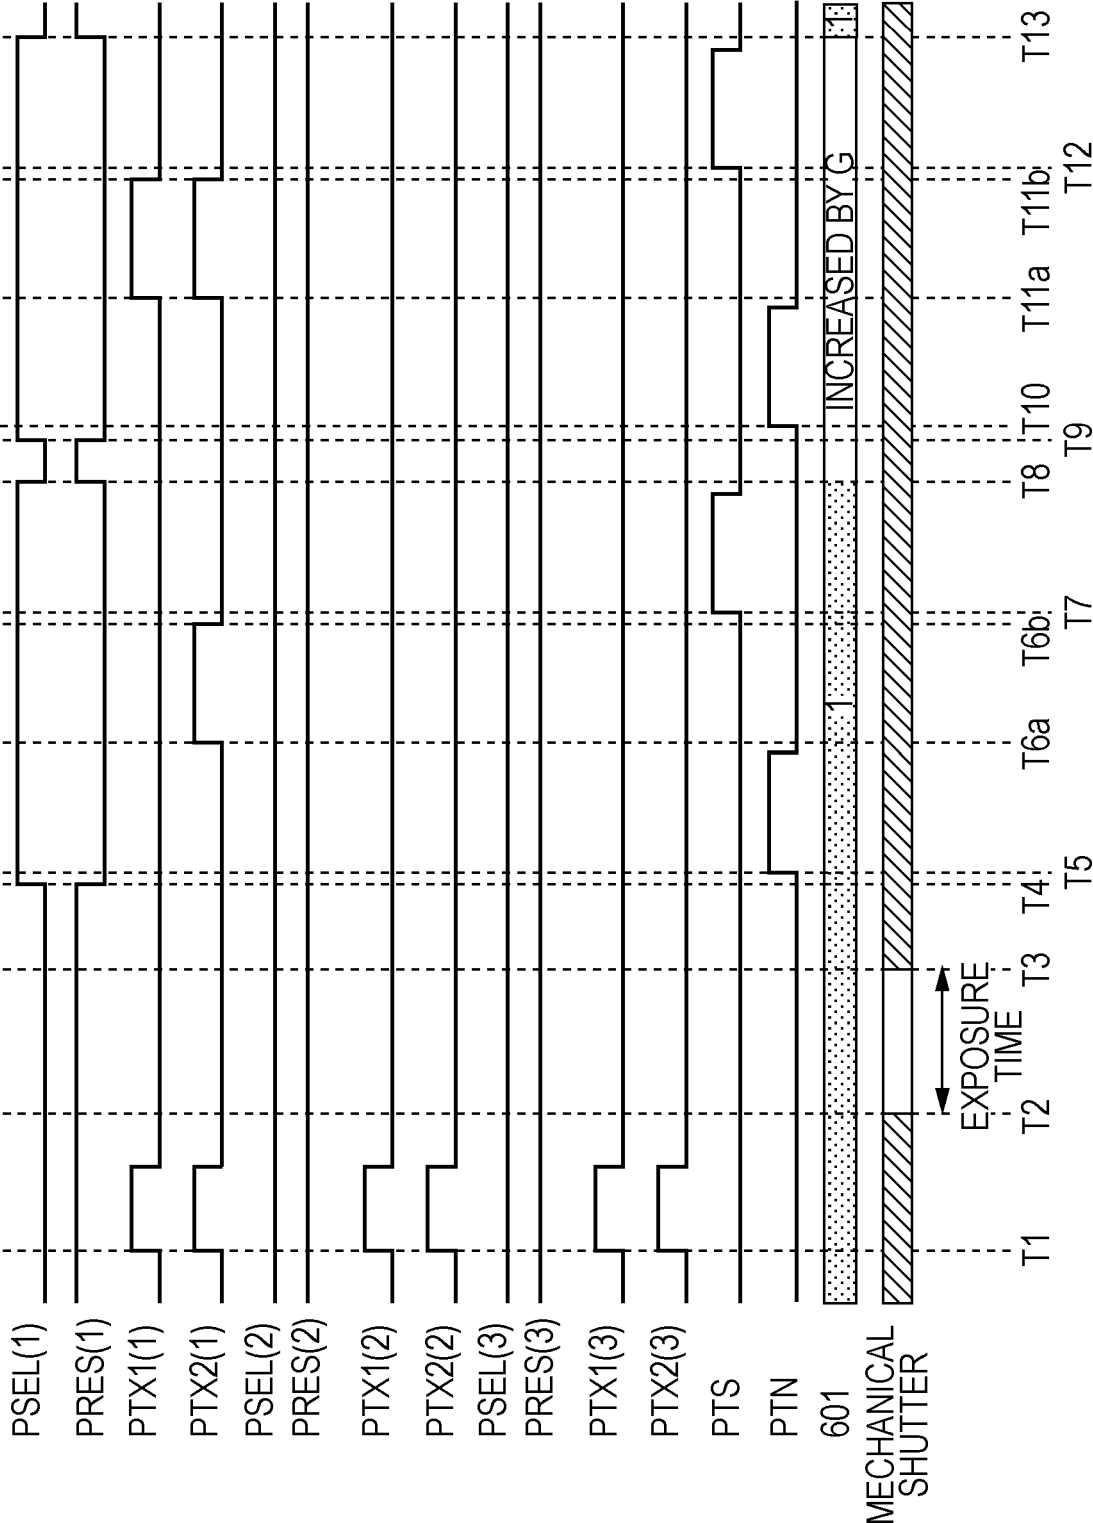 PSEL(1)
PRES(1)
PTX1(1)
PTX2(1)
PSEL(2)
PRES(2)
PTX1(2)
PTX2(2)
PSEL(3)
PRES(3)
PTX1(3)
PTX2(3)
PTS
PTN
601
1
INCREASED BY G
1
MECHANICAL
SHUTTER
EXPOSURE
TIME
T1
T2
T3
T4
T5
T6a
T6b
T7
T8
T9
T10
T11a
T11b
T12
T13